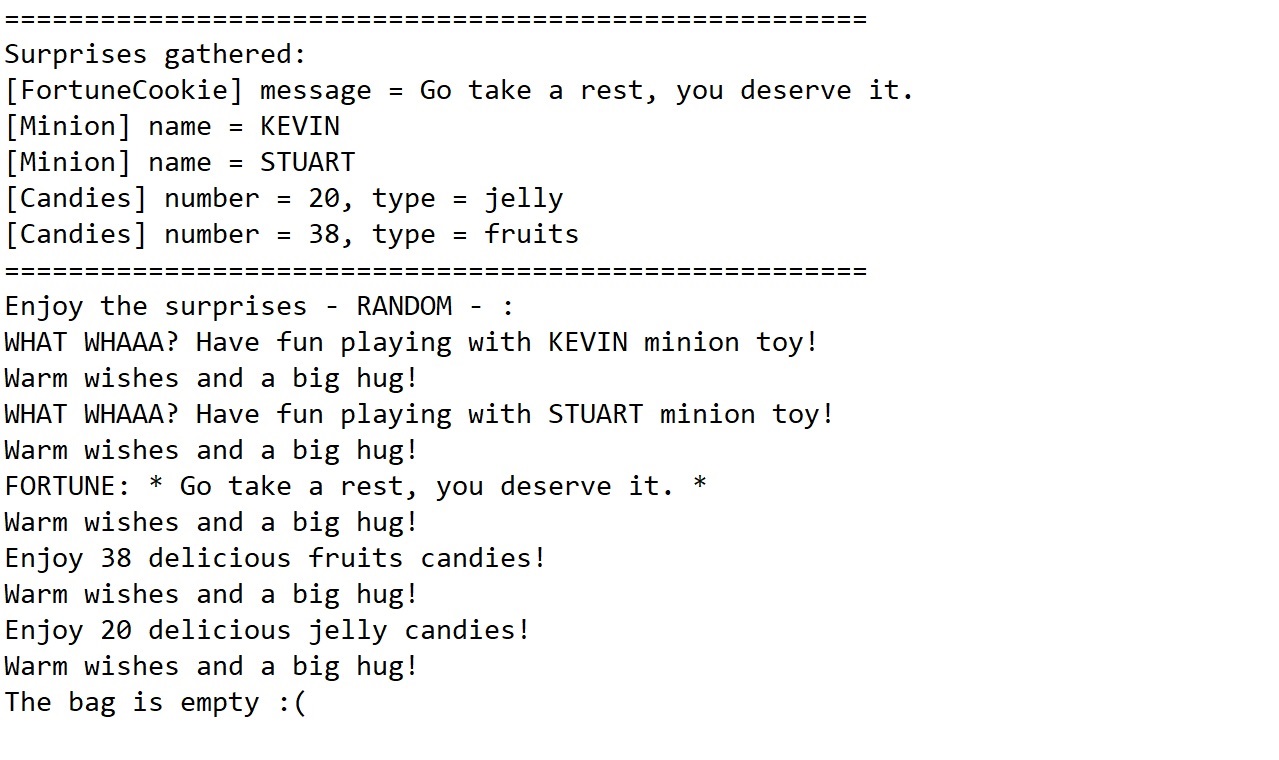 ======================================================
Surprises gathered:
[FortuneCookie] message = Go take a rest, you deserve it.
[Minion] name = KEVIN
[Minion] name = STUART
[Candies] number = 20, type = jelly
[Candies] number = 38, type = fruits
======================================================
Enjoy the surprises - RANDOM - :
WHAT WHAAA? Have fun playing with KEVIN minion toy!
Warm wishes and a big hug!
WHAT WHAAA? Have fun playing with STUART minion toy!
Warm wishes and a big hug!
FORTUNE: * Go take a rest, you deserve it. *
Warm wishes and a big hug!
Enjoy 38 delicious fruits candies!
Warm wishes and a big hug!
Enjoy 20 delicious jelly candies!
Warm wishes and a big hug!
The bag is empty :(